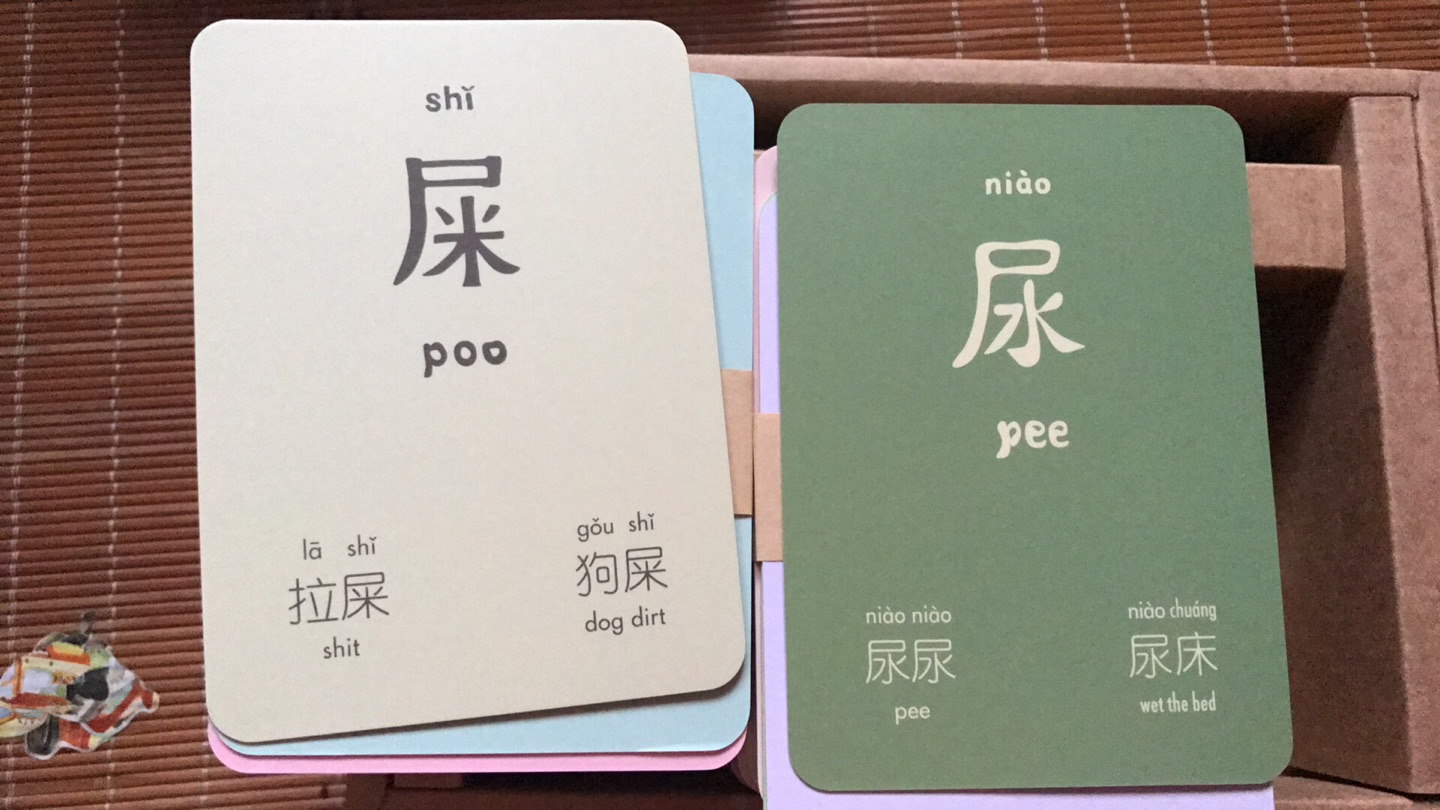 shǐ
屎
poo
lā shǐ
拉屎
shit
gǒu shǐ
狗屎
dog dirt
niào
尿
pee
niào niào
尿尿
pee
niào chuáng
尿床
wet the bed